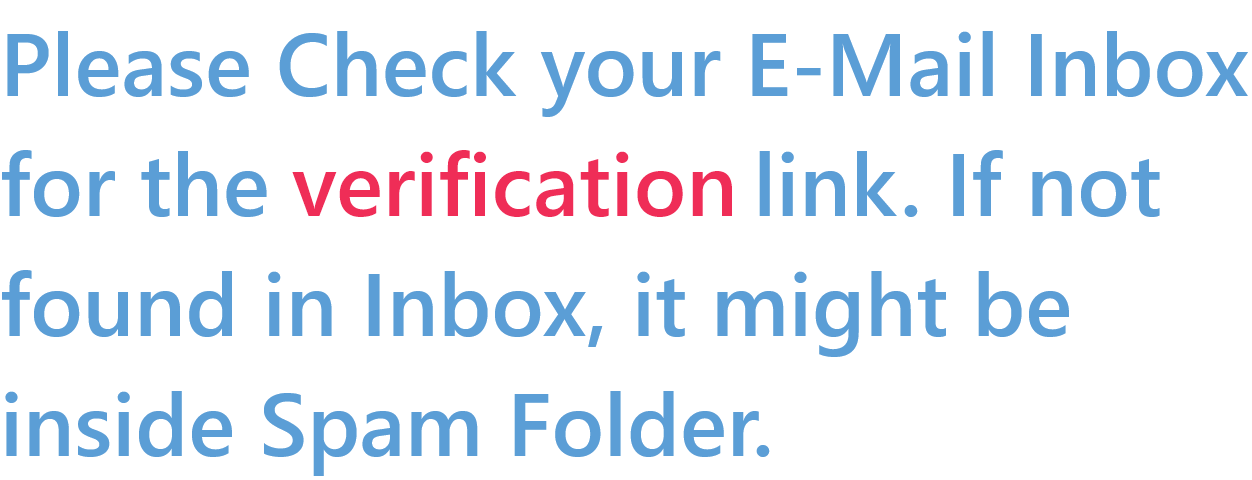 Please Check your E-Mail Inbox
for the verification link. If not
found in Inbox, it might be
inside Spam Folder.